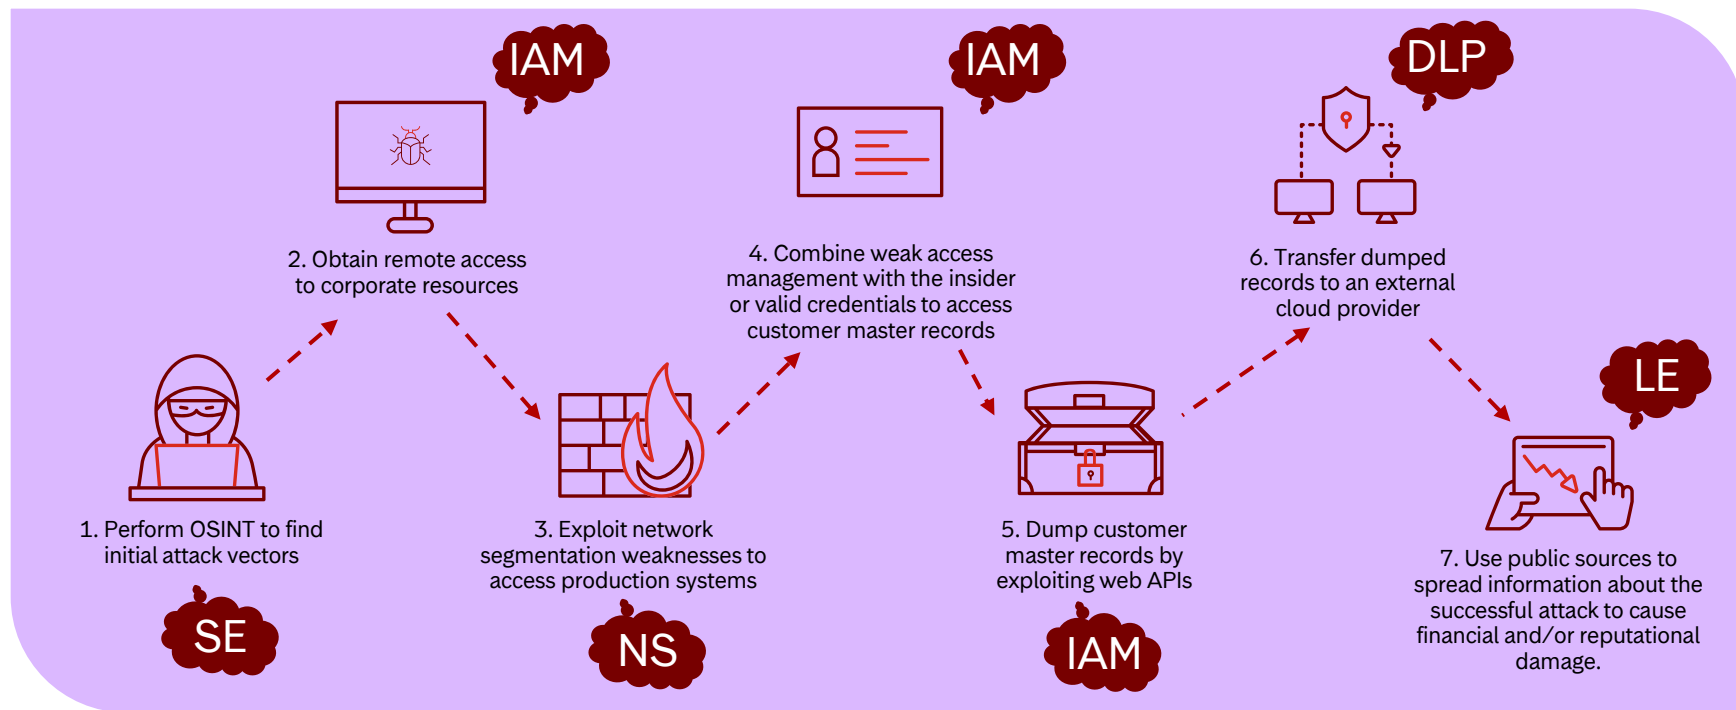 1. Perform OSINT to find
initial attack vectors
SE
IAM
2. Obtain remote access
to corporate resources
3. Exploit network
segmentation weaknesses to
access production systems
NS
IAM
4. Combine weak access
management with the insider
or valid credentials to access
customer master records
5. Dump customer
master records by
exploiting web APIs
IAM
DLP
6. Transfer dumped
records to an external
cloud provider
LE
7. Use public sources to
spread information about the
successful attack to cause
financial and/or reputational
damage.